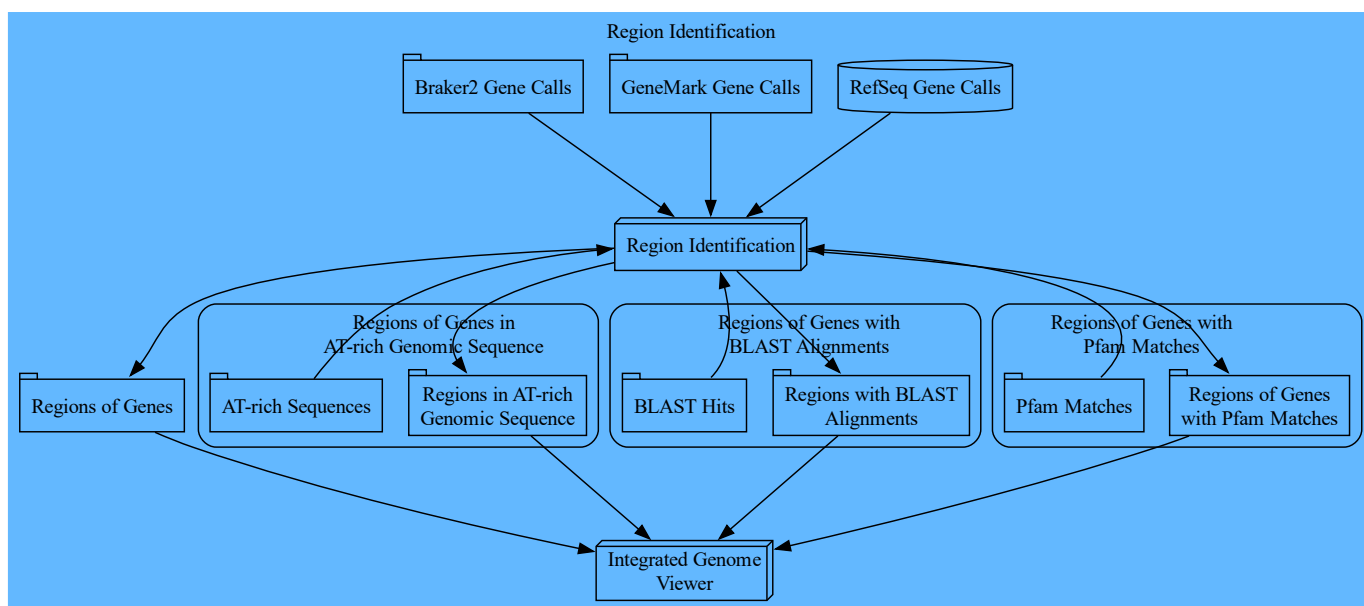 Region Identification
Braker2 Gene Calls
GeneMark Gene Calls
RefSeq Gene Calls
Region Identification
Regions of Genes in
AT-rich Genomic Sequence
Regions of Genes with
BLAST Alignments
Regions of Genes with
Pfam Matches
Regions of Genes
AT-rich Sequences
Regions in AT-rich
Genomic Sequence
BLAST Hits
Regions with BLAST
Alignments
Pfam Matches
Regions of Genes
with Pfam Matches
Integrated Genome
Viewer